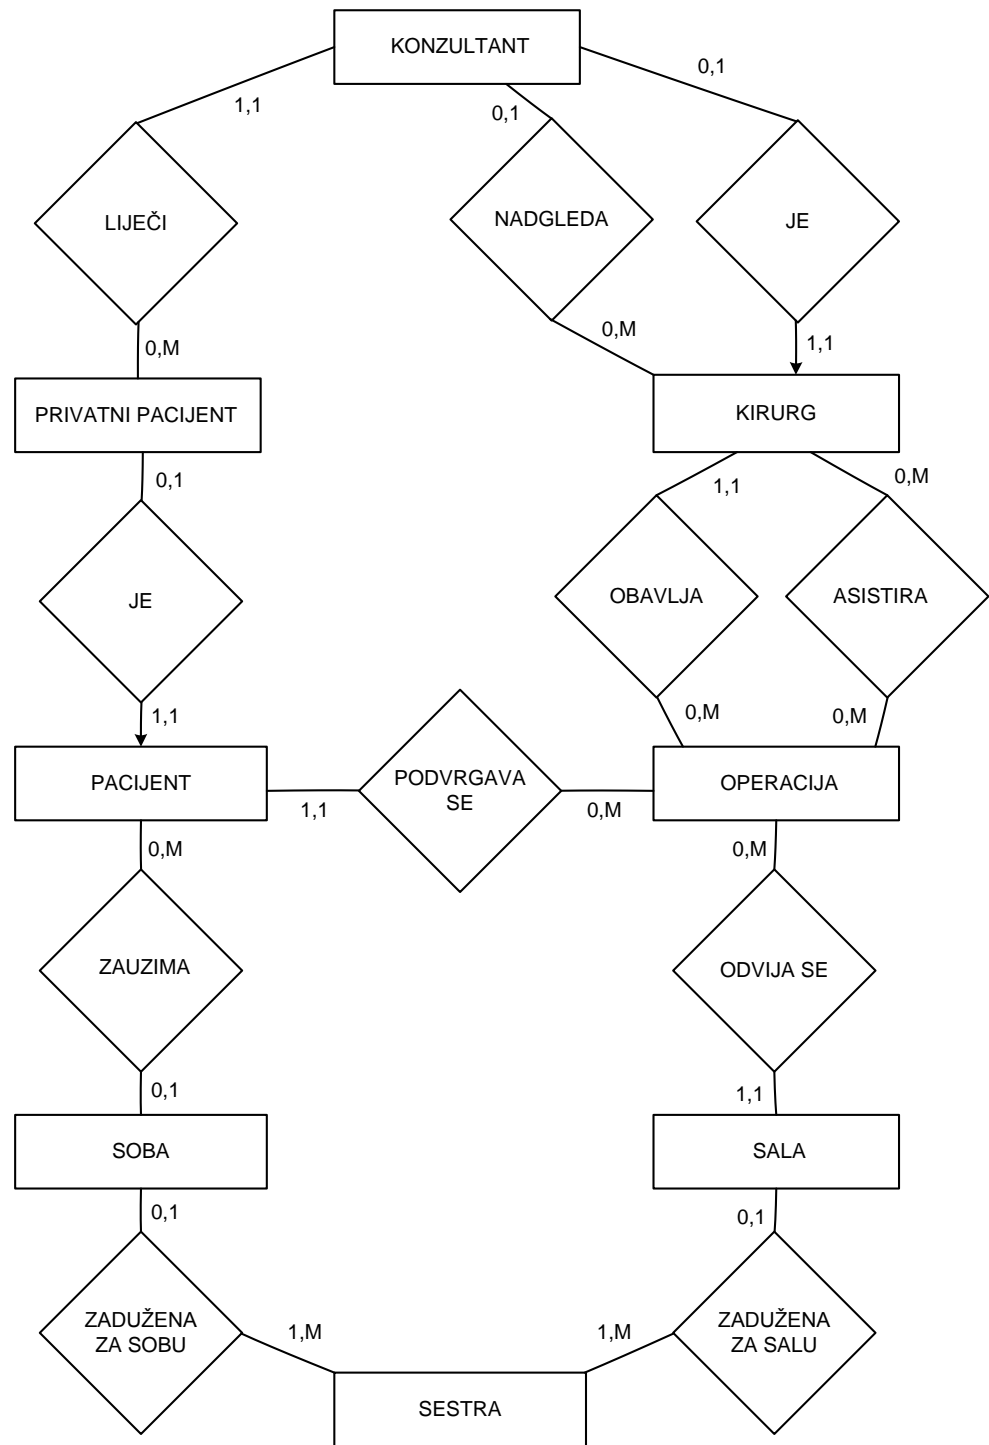 KONZULTANT
1,1
0,1
0,1
LIJEČI
NADGLEDA
JE
0,M
0,M
1,1
PRIVATNI PACIJENT
KIRURG
0,1
1,1
0,M
JE
OBAVLJA
ASISTIRA
1,1
0,M
0,M
PACIJENT
PODVRGAVA
SE
OPERACIJA
1,1
0,M
0,M
0,M
ZAUZIMA
ODVIJA SE
0,1
1,1
SOBA
SALA
0,1
0,1
ZADUŽENA
ZA SOBU
ZADUŽENA
ZA SALU
1,M
1,M
SESTRA